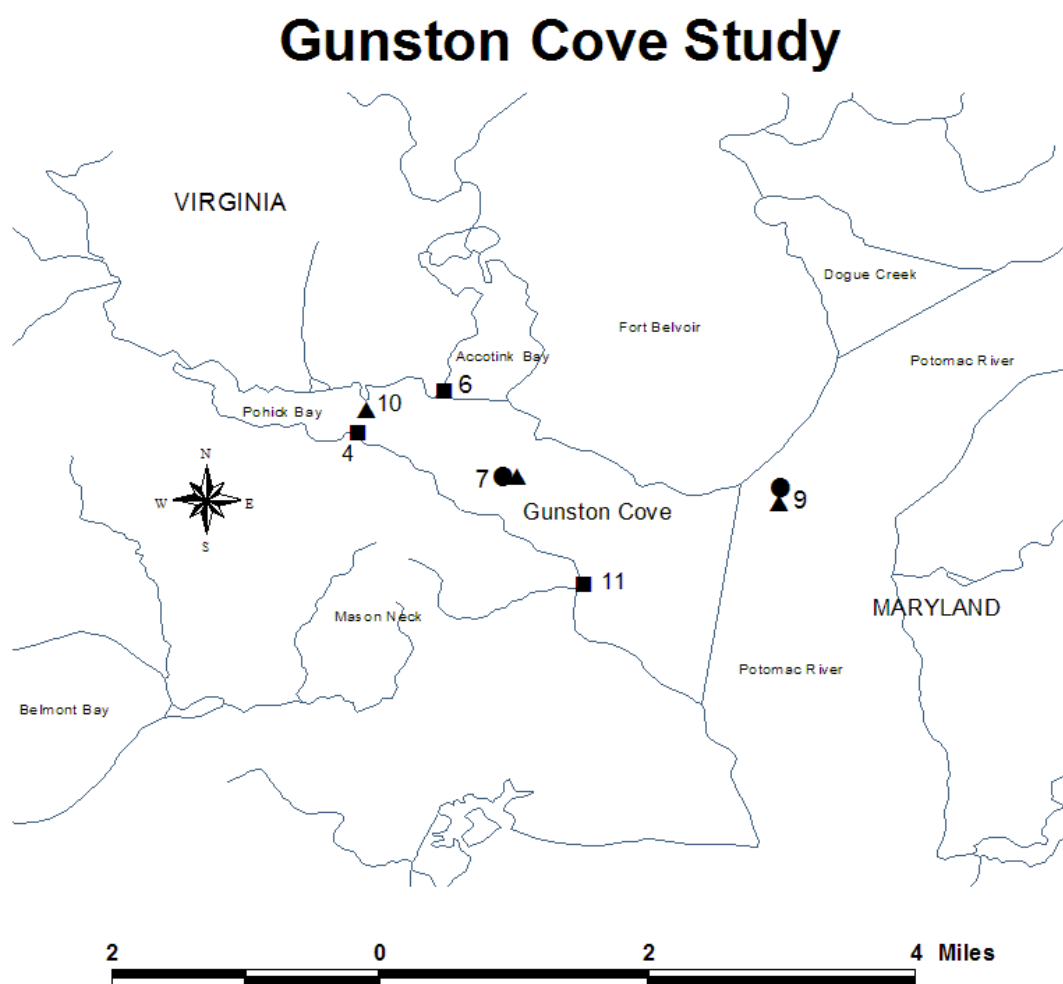 Gunston Cove Study
VIRGINIA
Dogue Creek
Fort Belvoir
Accotink Bay
Potomac River
6
10
Pohick Bay
4
N
W E
S
7
9
Gunston Cove
11
MARYLAND
Mason Neck
Potomac River
Belmont Bay
2 0 2 4 Miles